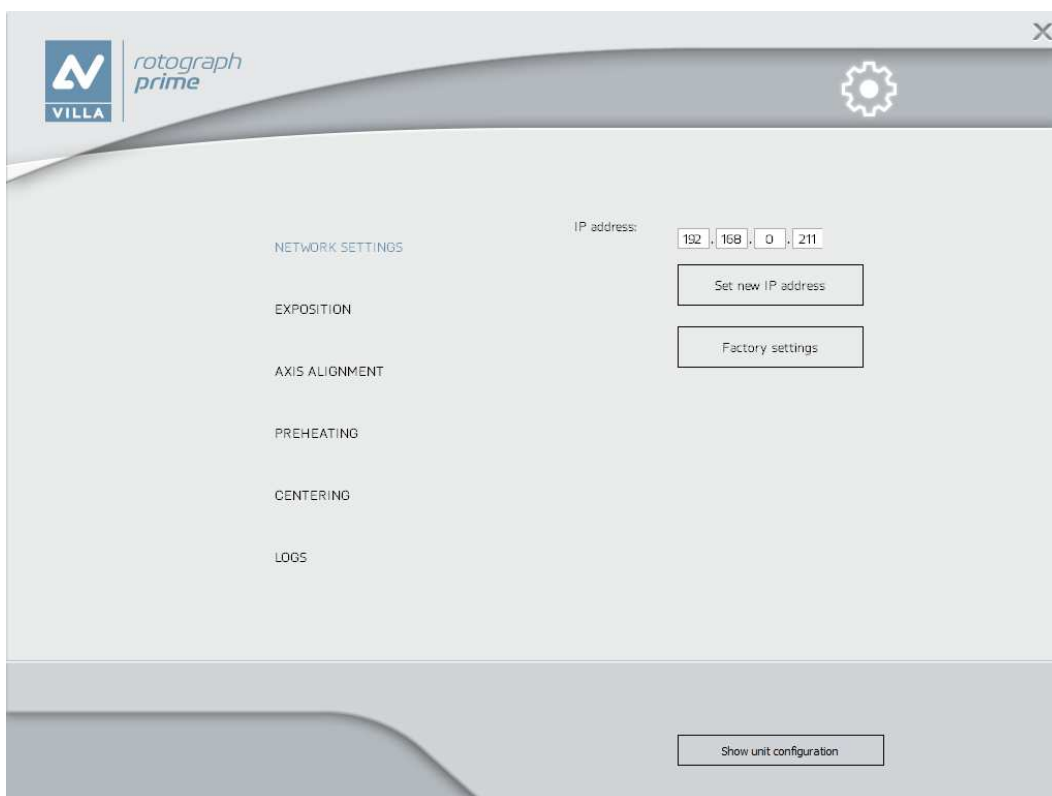 X
rotograph
prime
VILLA
NETWORK SETTINGS
EXPOSITION
AXIS ALIGNMENT
PREHEATING
CENTERING
LOGS
IP address:
192 . 168 . 0 . 211
Set new IP address
Factory settings
Show unit configuration